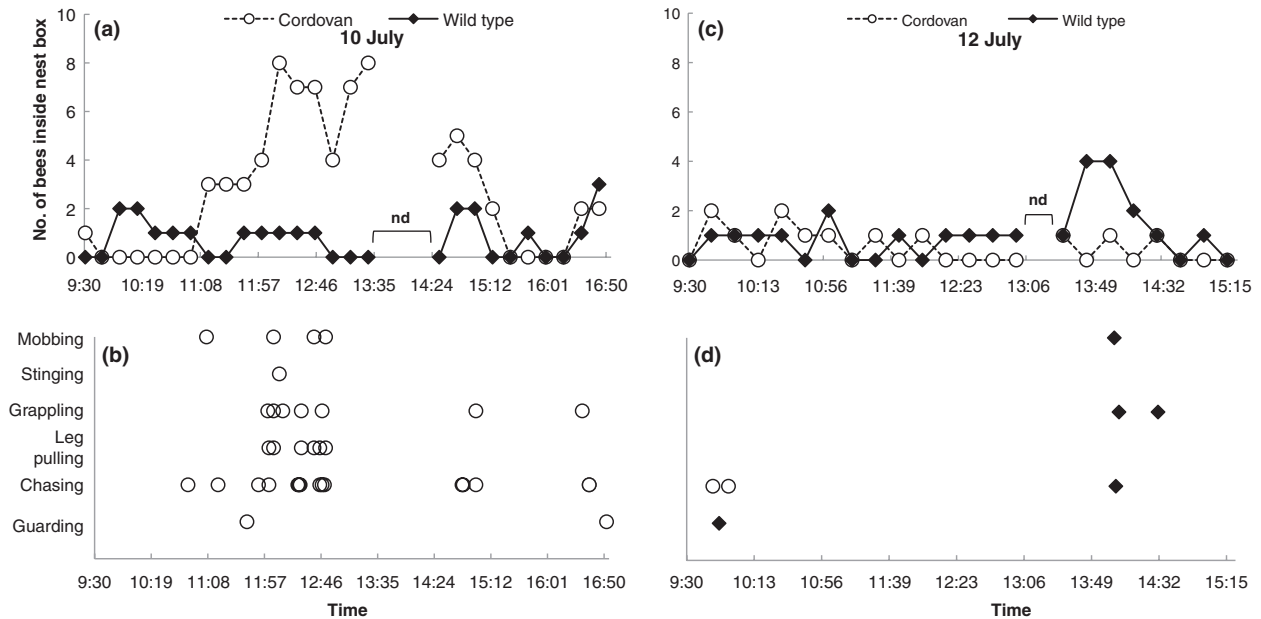 (a)
Cordovan
Wild type
10 July
No. of bees inside nest box
10
8
6
4
2
0
nd
9:30 10:19 11:08 11:57 12:46 13:35 14:24 15:12 16:01 16:50
(c)
Cordovan
Wild type
12 July
10
8
6
4
2
0
nd
9:30 10:13 10:56 11:39 12:23 13:06 13:49 14:32 15:15
(b)
Mobbing
Stinging
Grappling
Leg
pulling
Chasing
Guarding
9:30 10:19 11:08 11:57 12:46 13:35 14:24 15:12 16:01 16:50
Time
(d)
9:30 10:13 10:56 11:39 12:23 13:06 13:49 14:32 15:15
Time